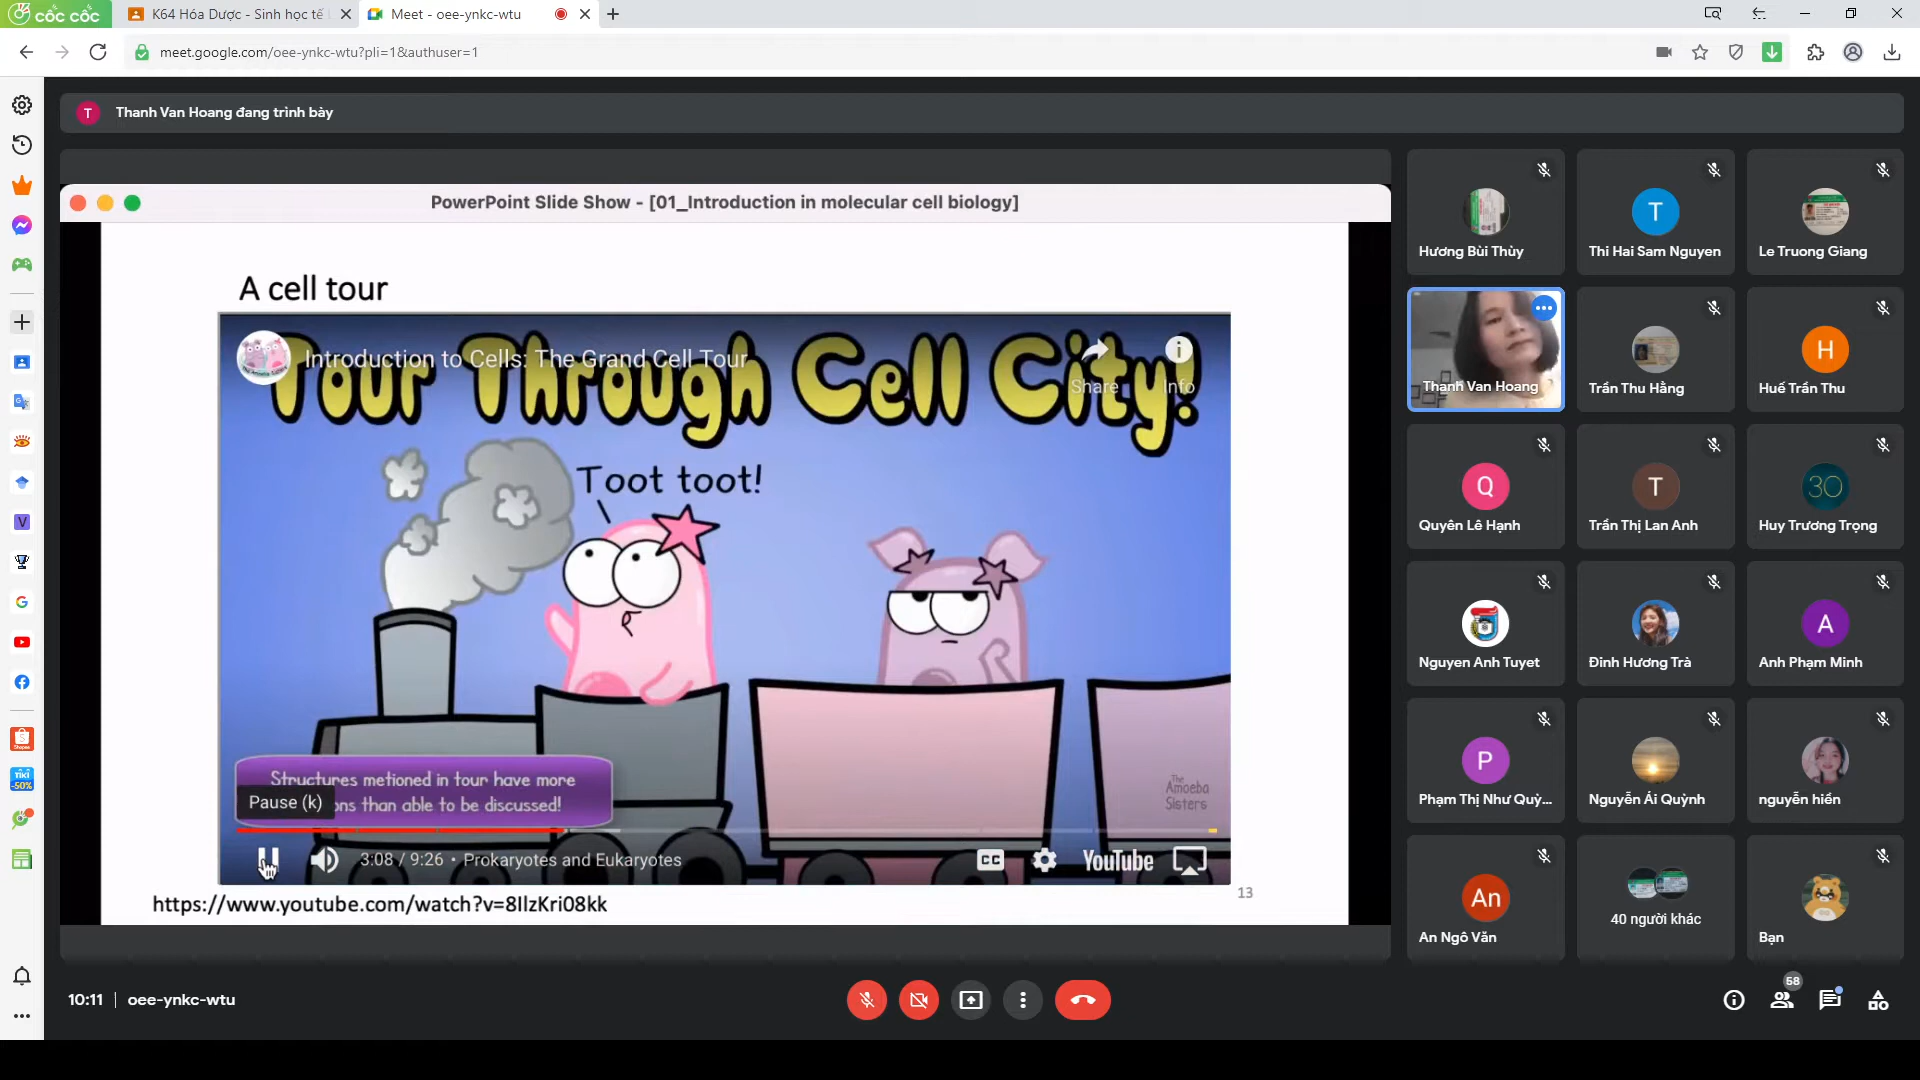 cốc cốc
K64 Hóa Dược - Sinh học tế
Meet - oee-ynkc-wtu
meet.google.com/oee-ynkc-wtu?pli=1&authuser=1
T
Thanh Van Hoang đang trình bày
PowerPoint Slide Show - [01_Introduction in molecular cell biology]
A cell tour
Tour Through Cell City!
Introduction to Cells: The Grand Cell Tour
Share
Info
Toot toot!
Structures metioned in tour have more
Pause (k)
ons than able to be discussed!
The
Amoeba
Sisters
3:08 / 9:26 • Prokaryotes and Eukaryotes
CC
YouTube
https://www.youtube.com/watch?v=8IlzKri08kk
13
Hương Bùi Thùy
T
Thi Hai Sam Nguyen
Le Truong Giang
Thanh Van Hoang
Trần Thu Hằng
H
Huế Trần Thu
Q
Quyên Lê Hạnh
T
Trần Thị Lan Anh
30
Huy Trương Trọng
Nguyen Anh Tuyet
Đinh Hương Trà
A
Anh Phạm Minh
P
Phạm Thị Như Quỳ...
Nguyễn Ái Quỳnh
nguyễn hiền
An
An Ngô Văn
40 người khác
Bạn
V
G
Shopee
TIKI
-50%
10:11
oee-ynkc-wtu
58